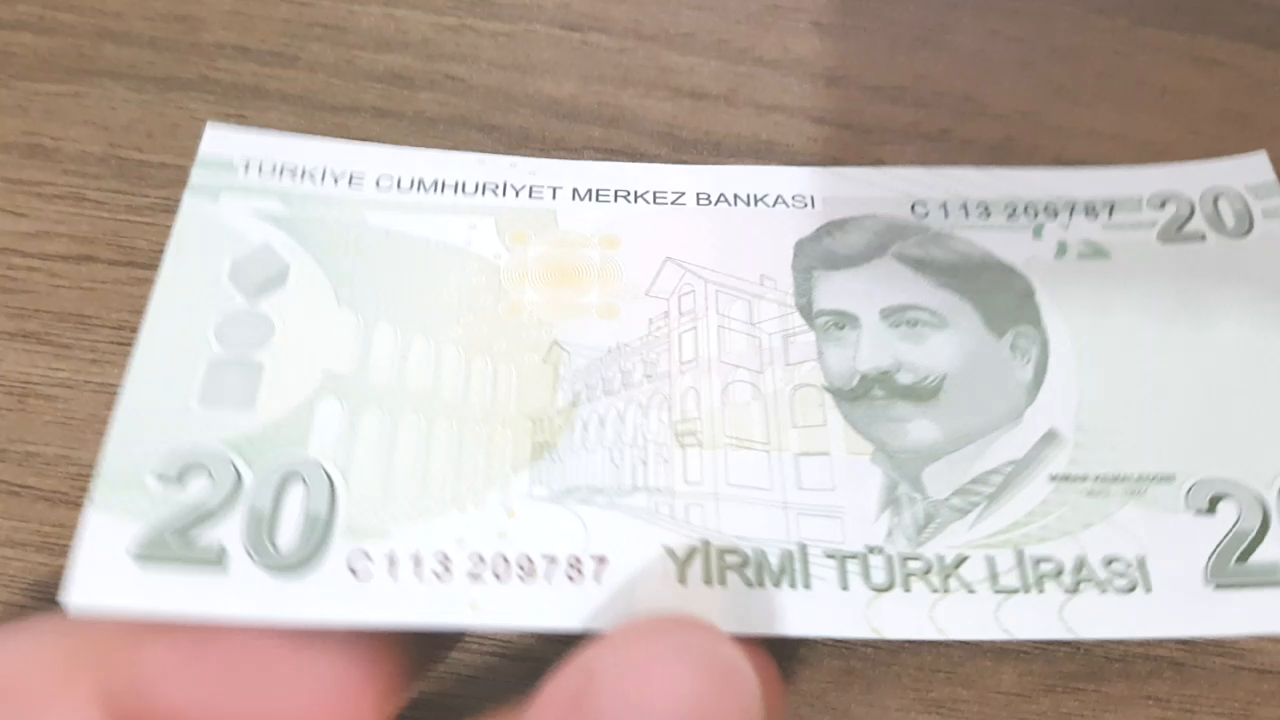 TÜRKİYE CUMHURİYET MERKEZ BANKASI
C113 209787
20
20
C113 209787
YİRMİ TÜRK LİRASI